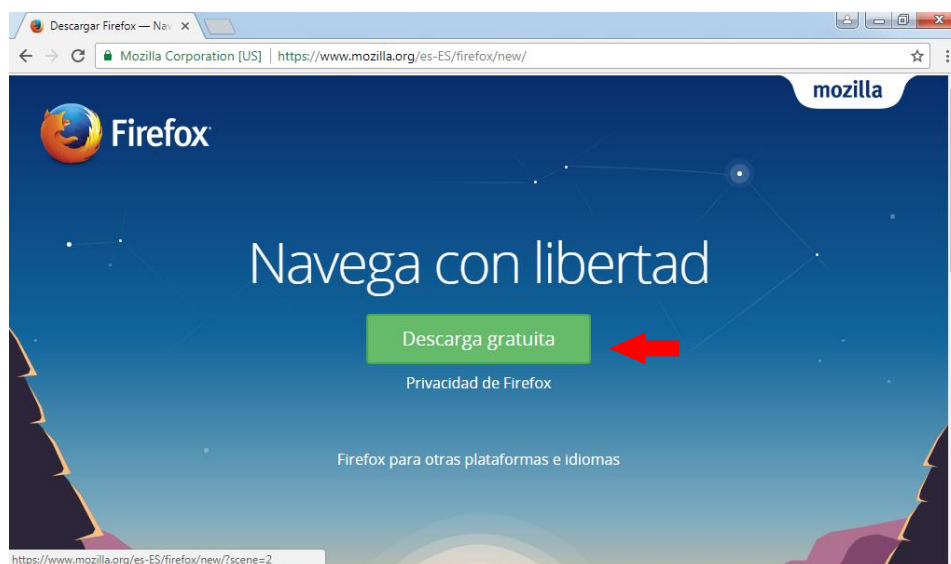 Descargar Firefox — Nav
Mozilla Corporation [US] | https://www.mozilla.org/es-ES/firefox/new/
mozilla
Firefox
Navega con libertad
Descarga gratuita
Privacidad de Firefox
Firefox para otras plataformas e idiomas
https://www.mozilla.org/es-ES/firefox/new/?scene=2